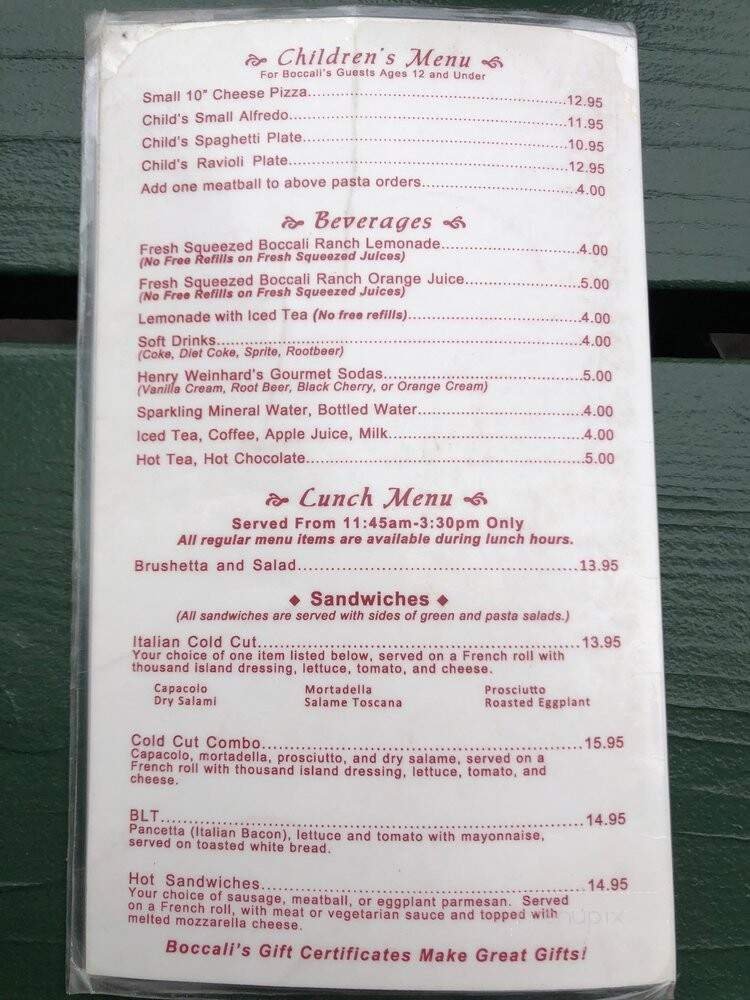 Children's Menu
For Boccali's Guests Ages 12 and Under
Small 10" Cheese Pizza...12.95
Child's Small Alfredo...11.95
Child's Spaghetti Plate...10.95
Child's Ravioli Plate...12.95
Add one meatball to above pasta orders...4.00
Beverages
Fresh Squeezed Boccali Ranch Lemonade...4.00
(No Free Refills on Fresh Squeezed Juices)
Fresh Squeezed Boccali Ranch Orange Juice...5.00
(No Free Refills on Fresh Squeezed Juices)
Lemonade with Iced Tea (No free refills)...4.00
Soft Drinks...4.00
(Coke, Diet Coke, Sprite, Rootbeer)
Henry Weinhard's Gourmet Sodas...5.00
(Vanilla Cream, Root Beer, Black Cherry, or Orange Cream)
Sparkling Mineral Water, Bottled Water...4.00
Iced Tea, Coffee, Apple Juice, Milk...4.00
Hot Tea, Hot Chocolate...5.00
Lunch Menu
Served From 11:45am-3:30pm Only
All regular menu items are available during lunch hours.
Brushetta and Salad...13.95
◆ Sandwiches ◆
(All sandwiches are served with sides of green and pasta salads.)
Italian Cold Cut...13.95
Your choice of one item listed below, served on a French roll with
thousand island dressing, lettuce, tomato, and cheese.
Capacolo Mortadella Prosciutto
Dry Salami Salame Toscana Roasted Eggplant
Cold Cut Combo...15.95
Capacolo, mortadella, prosciutto, and dry salame, served on a
French roll with thousand island dressing, lettuce, tomato, and
cheese.
BLT...14.95
Pancetta (Italian Bacon), lettuce and tomato with mayonnaise,
served on toasted white bread.
Hot Sandwiches...14.95
Your choice of sausage, meatball, or eggplant parmesan. Served
on a French roll, with meat or vegetarian sauce and topped with
melted mozzarella cheese.
Boccali's Gift Certificates Make Great Gifts!